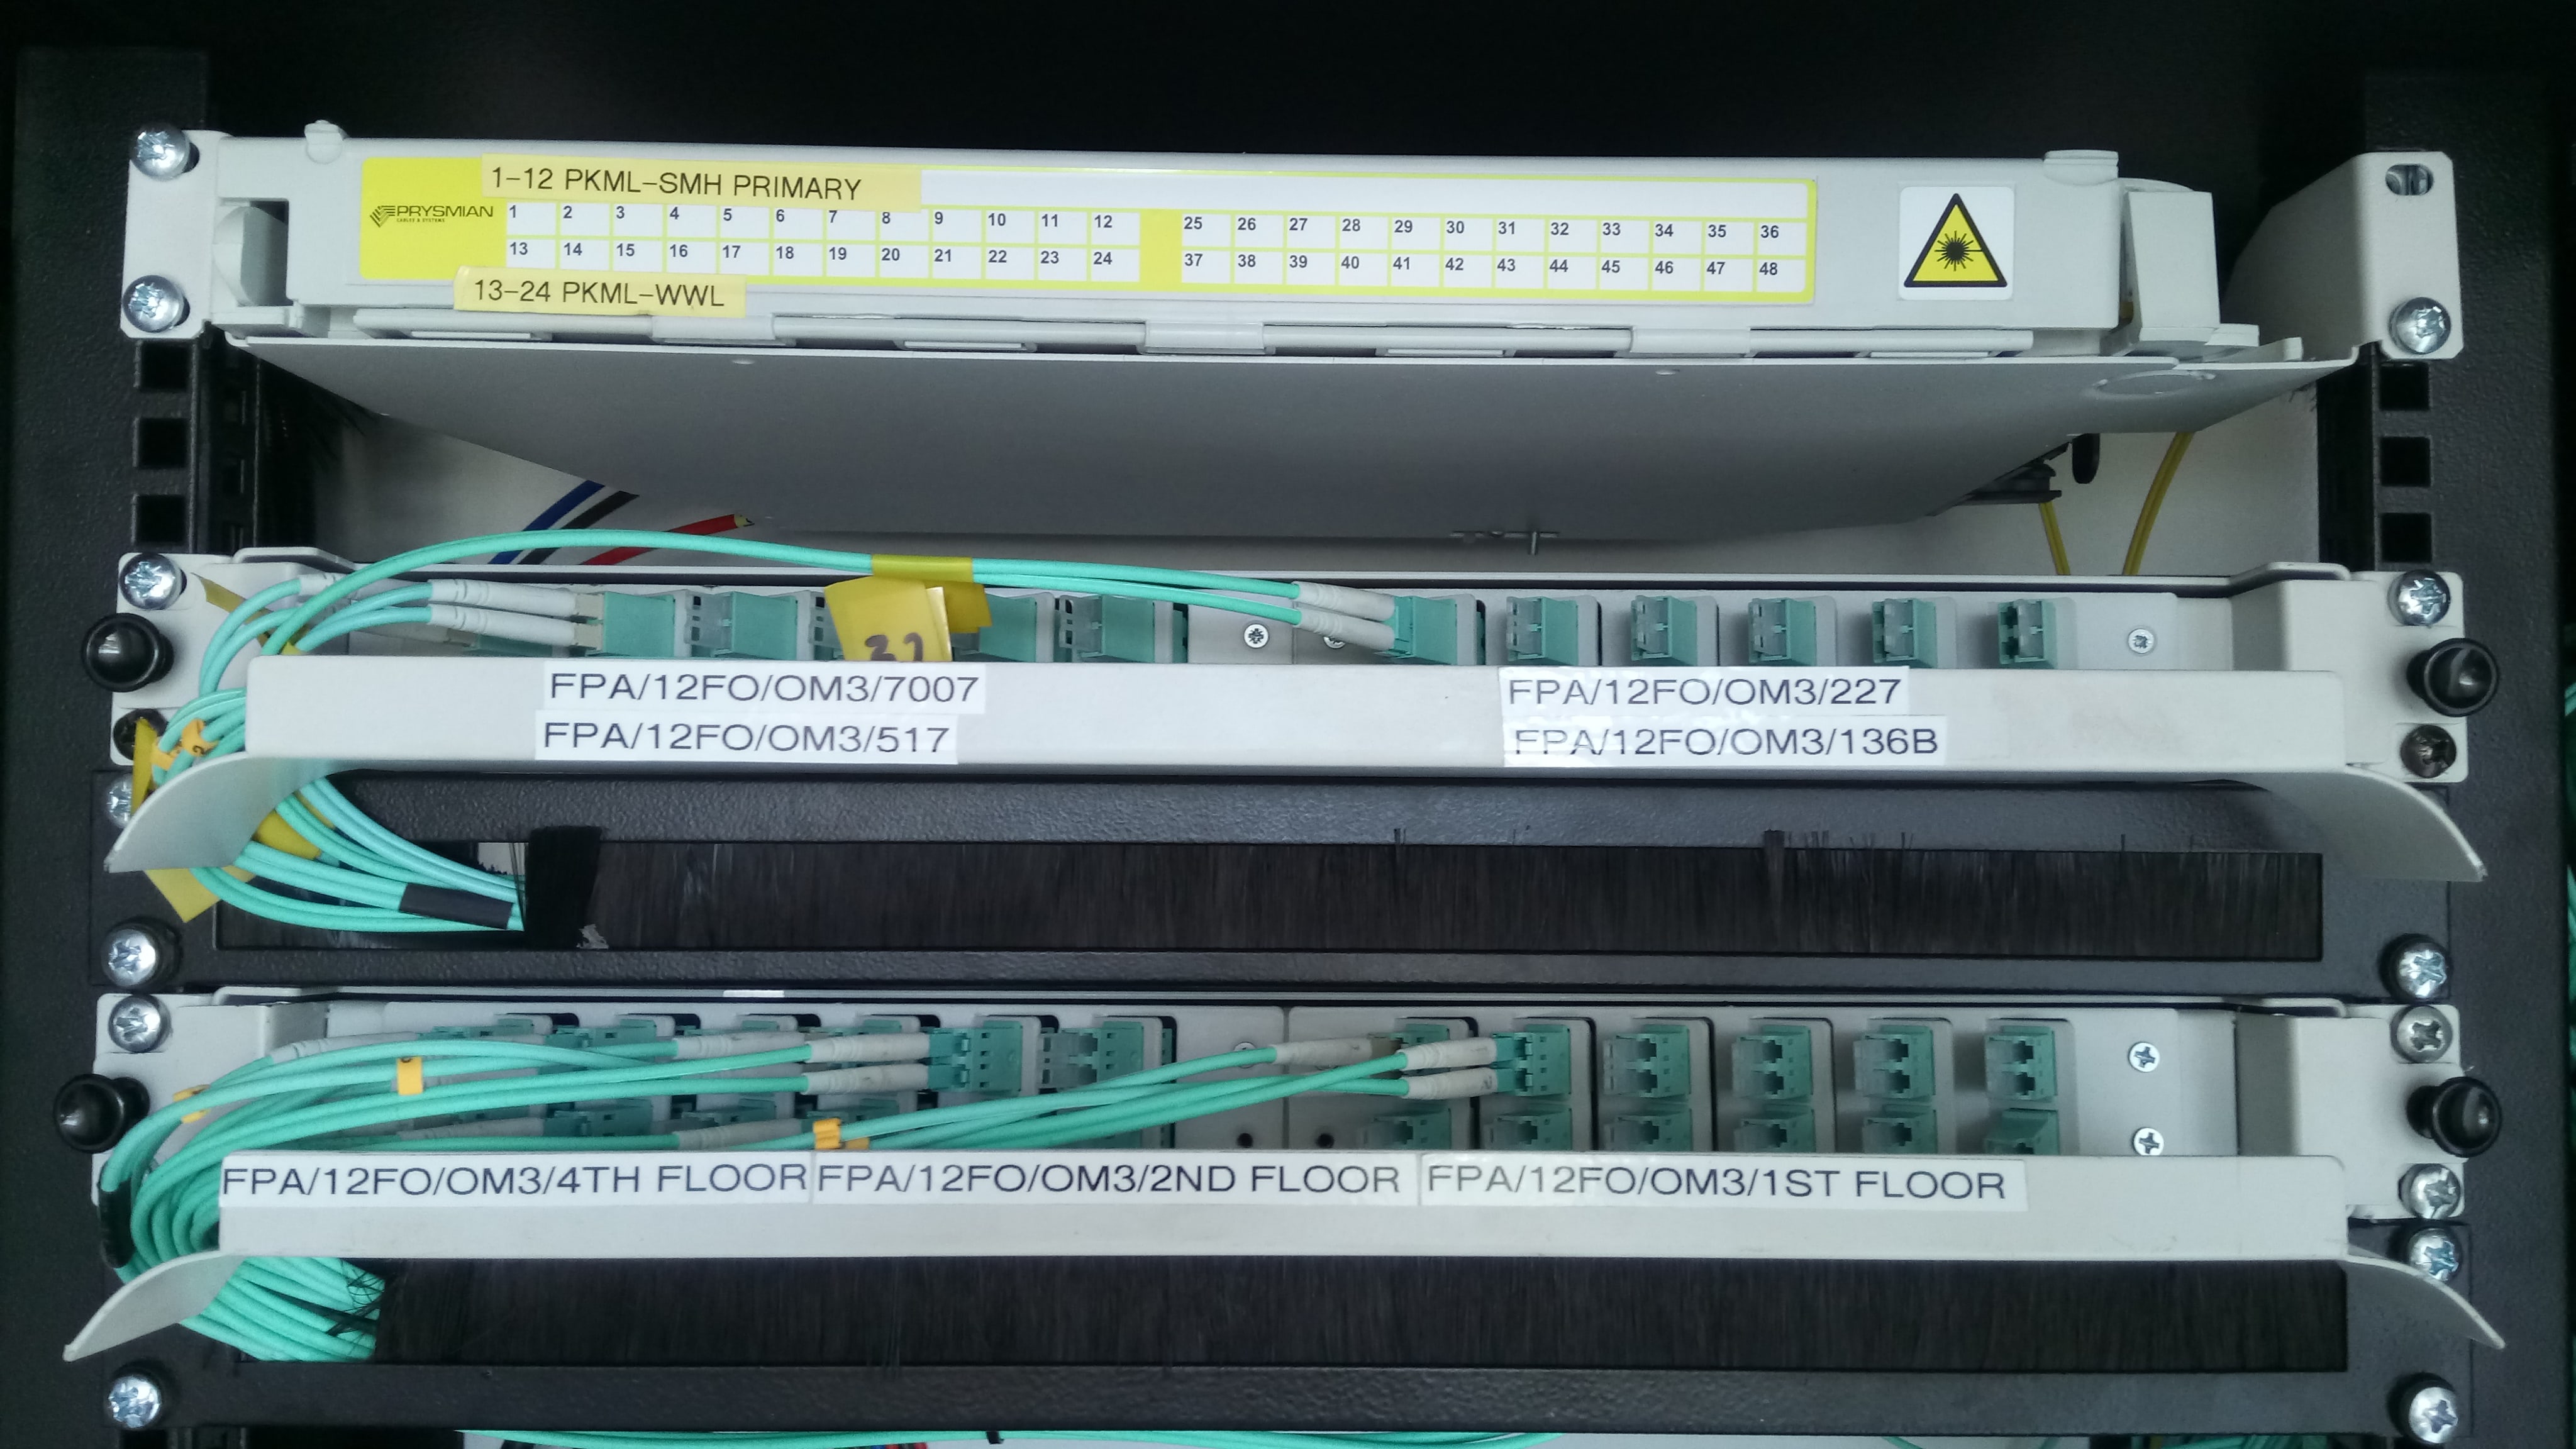 1-12 PKML-SMH PRIMARY
PRYSMIAN
CABLES & SYSTEMS
1 2 3 4 5 6 7 8 9 10 11 12 25 26 27 28 29 30 31 32 33 34 35 36
13 14 15 16 17 18 19 20 21 22 23 24 37 38 39 40 41 42 43 44 45 46 47 48
13-24 PKML-WWL
FPA/12FO/OM3/7007 FPA/12FO/OM3/227
FPA/12FO/OM3/517 FPA/12FO/OM3/136B
FPA/12FO/OM3/4TH FLOOR FPA/12FO/OM3/2ND FLOOR FPA/12FO/OM3/1ST FLOOR